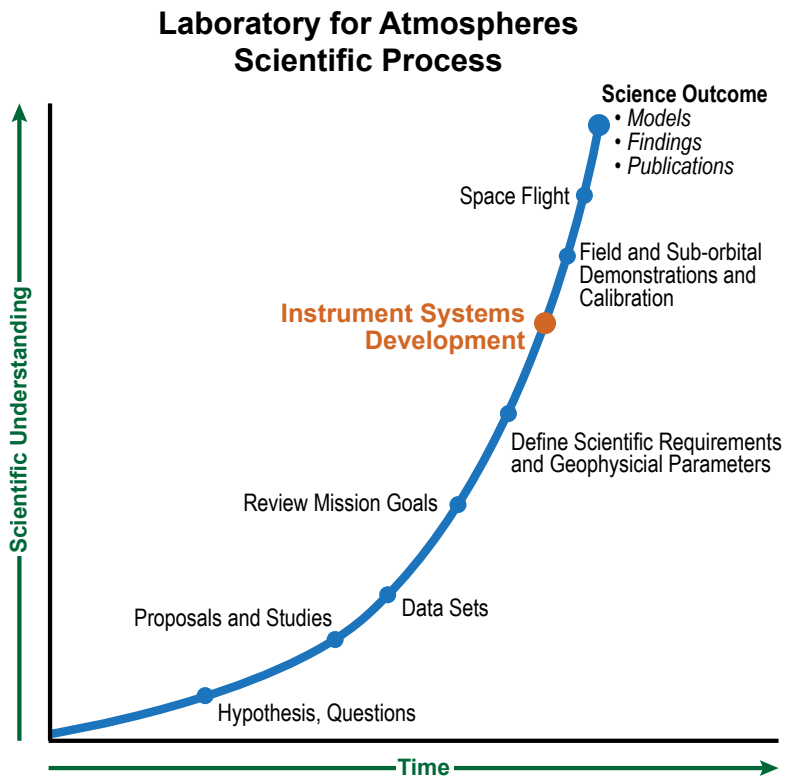 Laboratory for Atmospheres
Scientific Process
Science Outcome
• Models
• Findings
• Publications
Space Flight
Field and Sub-orbital
Demonstrations and
Calibration
Instrument Systems
Development
Define Scientific Requirements
and Geophysicial Parameters
Review Mission Goals
Data Sets
Proposals and Studies
Hypothesis, Questions
Scientific Understanding
Time